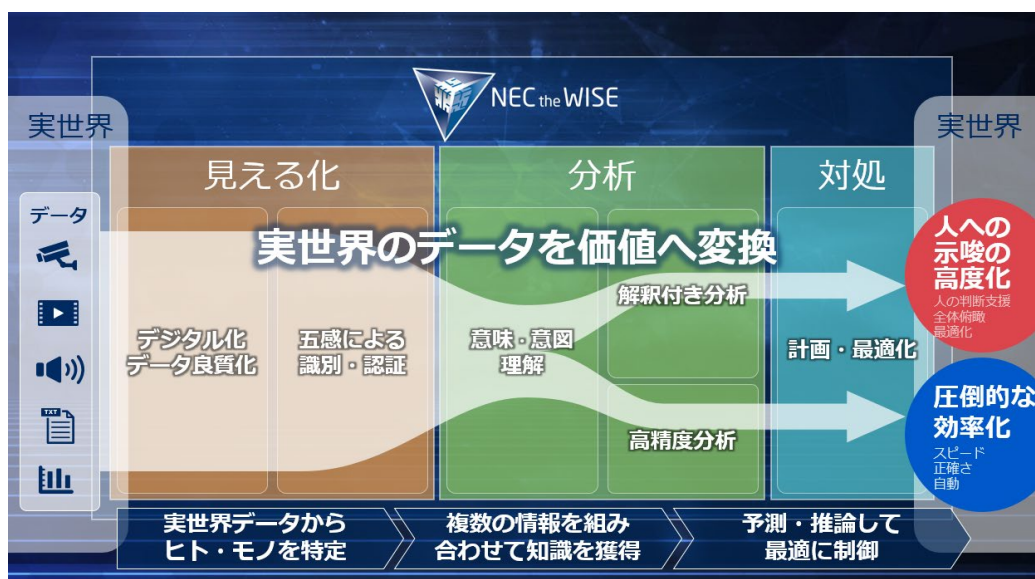 NEC the WISE
実世界
実世界
見える化
分析
対処
データ
実世界のデータを価値へ変換
人への
示唆の
高度化
人の判断支援
全体俯瞰
最適化
解釈付き分析
デジタル化
データ良質化
五感による
識別・認証
意味・意図
理解
計画・最適化
圧倒的な
効率化
スピード
正確さ
自動
高精度分析
TXT
実世界データから
ヒト・モノを特定
複数の情報を組み
合わせて知識を獲得
予測・推論して
最適に制御